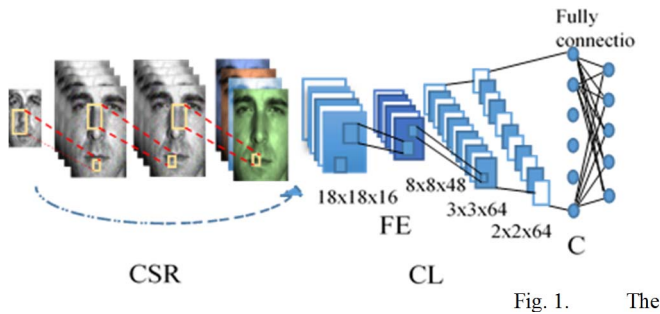 Fully
connectio
18x18x16
8x8x48
3x3x64
2x2x64
FE
C
CSR
CL
Fig. 1. The